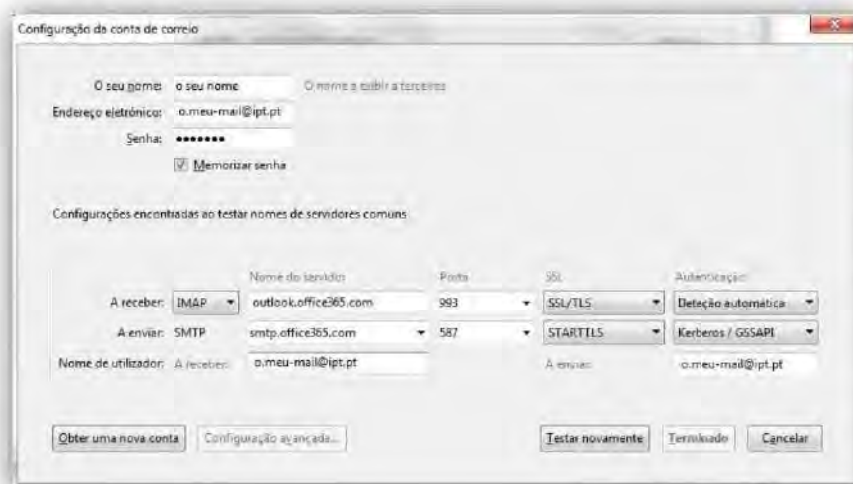 Configuração da conta de correio
O seu nome: o seu nome O nome a exibir a terceiros
Endereço eletrónico: o.meu-mail@ipt.pt
Senha: •••••••
Memorizar senha
Configurações encontradas ao testar nomes de servidores comuns
Nome do servidor Porta SSL Autenticação
A receber: IMAP outlook.office365.com 993 SSL/TLS Deteção automática
A enviar: SMTP smtp.office365.com 587 STARTTLS Kerberos / GSSAPI
Nome de utilizador: A receber: o.meu-mail@ipt.pt A enviar: o.meu-mail@ipt.pt
Obter uma nova conta Configuração avançada... Testar novamente Terminado Cancelar